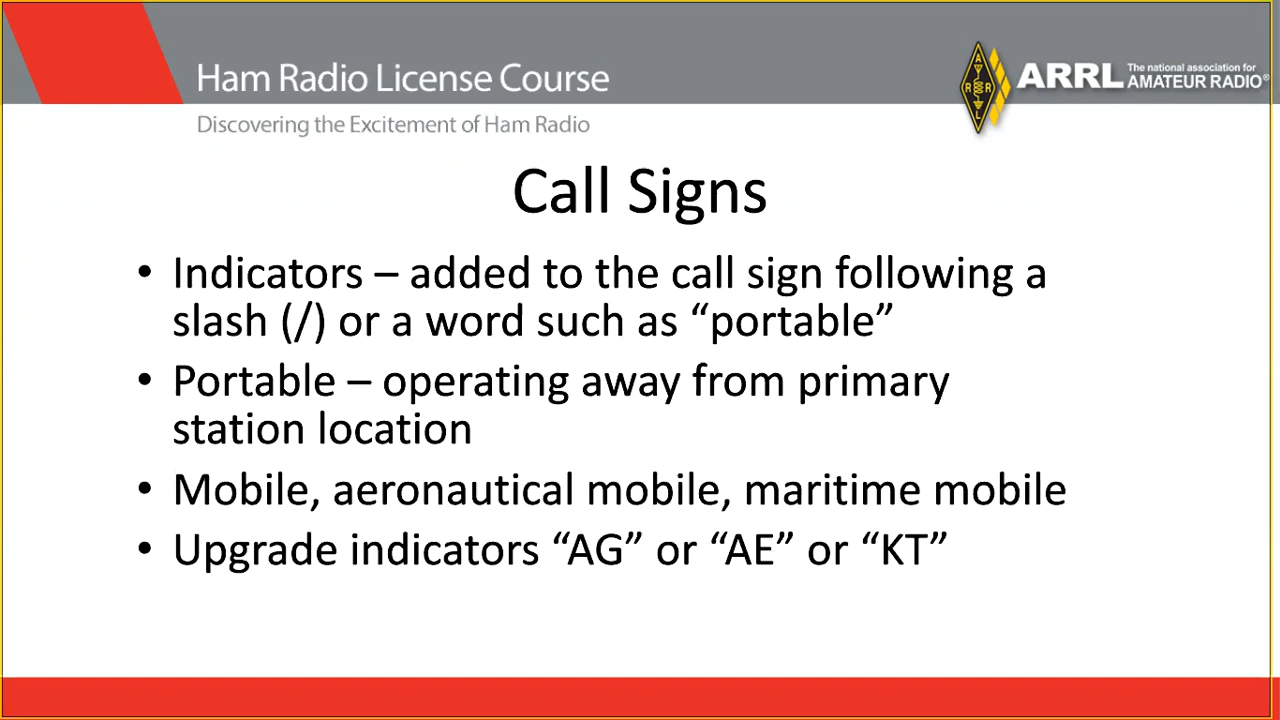 Ham Radio License Course
Discovering the Excitement of Ham Radio
A
R R
L
ARRL The national association for
AMATEUR RADIO®
Call Signs
• Indicators – added to the call sign following a
slash (/) or a word such as “portable”
• Portable – operating away from primary
station location
• Mobile, aeronautical mobile, maritime mobile
• Upgrade indicators “AG” or “AE” or “KT”